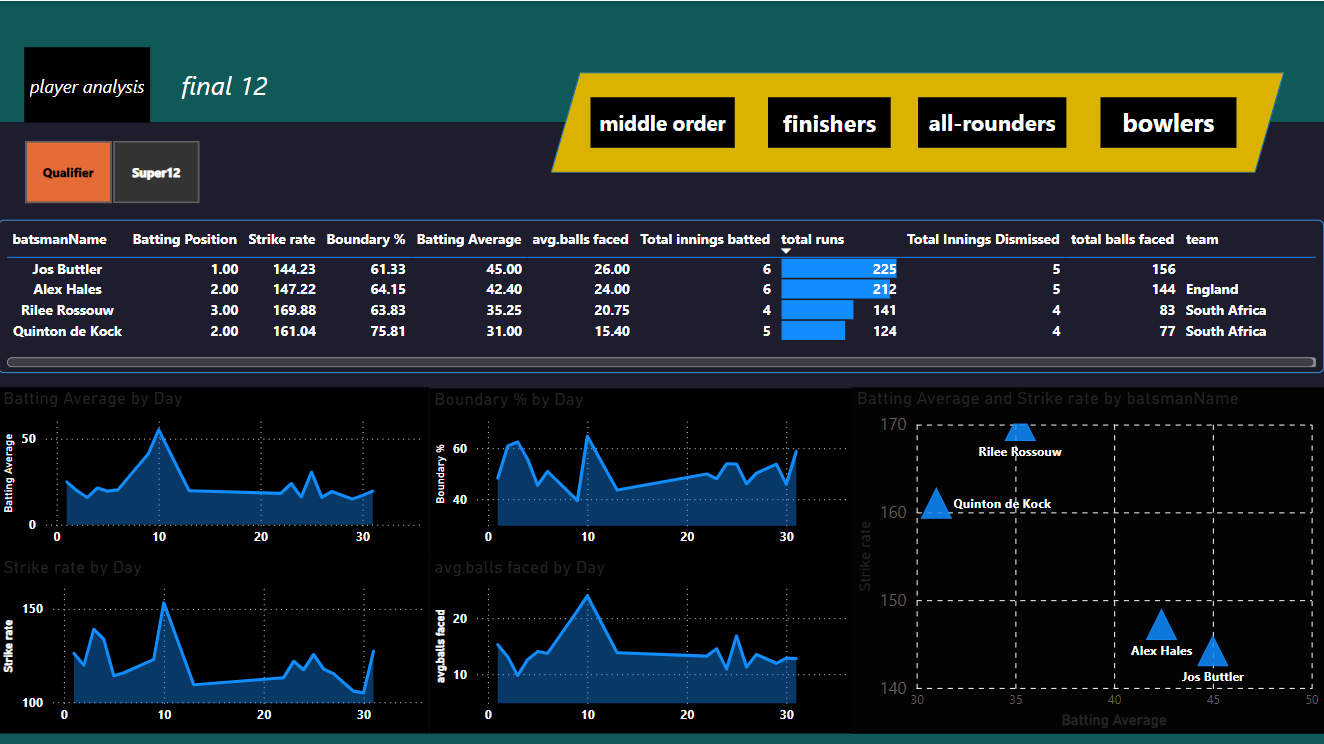 player analysis
final 12
middle order
finishers
all-rounders
bowlers
Qualifier
Super12
batsmanName Batting Position Strike rate Boundary % Batting Average avg.balls faced Total innings batted total runs Total Innings Dismissed total balls faced team
Jos Buttler 1.00 144.23 61.33 45.00 26.00 6 225 5 156
Alex Hales 2.00 147.22 64.15 42.40 24.00 6 212 5 144 England
Rilee Rossouw 3.00 169.88 63.83 35.25 20.75 4 141 4 83 South Africa
Quinton de Kock 2.00 161.04 75.81 31.00 15.40 5 124 4 77 South Africa
Batting Average by Day
Batting Average
50
0
0 10 20 30
Boundary % by Day
Boundary %
60
40
0 10 20 30
Batting Average and Strike rate by batsmanName
Strike rate
170
160
150
140
Rilee Rossouw
Quinton de Kock
Alex Hales
Jos Buttler
30 35 40 45 50
Batting Average
Strike rate by Day
Strike rate
150
100
0 10 20 30
avg.balls faced by Day
avg.balls faced
20
10
0 10 20 30